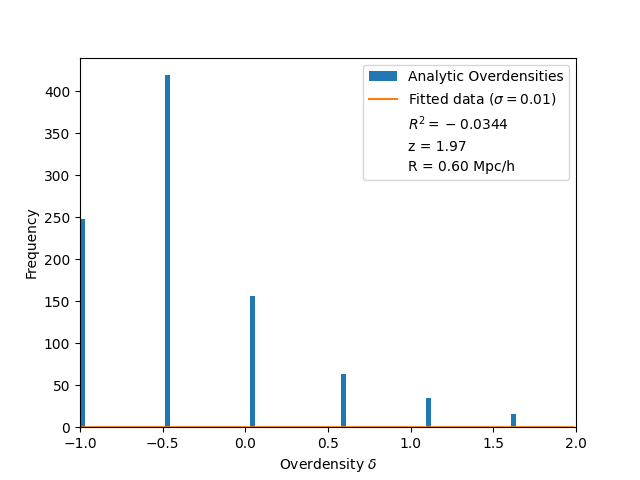 Analytic Overdensities
Fitted data (σ = 0.01)
R² = − 0.0344
z = 1.97
R = 0.60 Mpc/h
Frequency
400
350
300
250
200
150
100
50
0
−1.0 −0.5 0.0 0.5 1.0 1.5 2.0
Overdensity δ